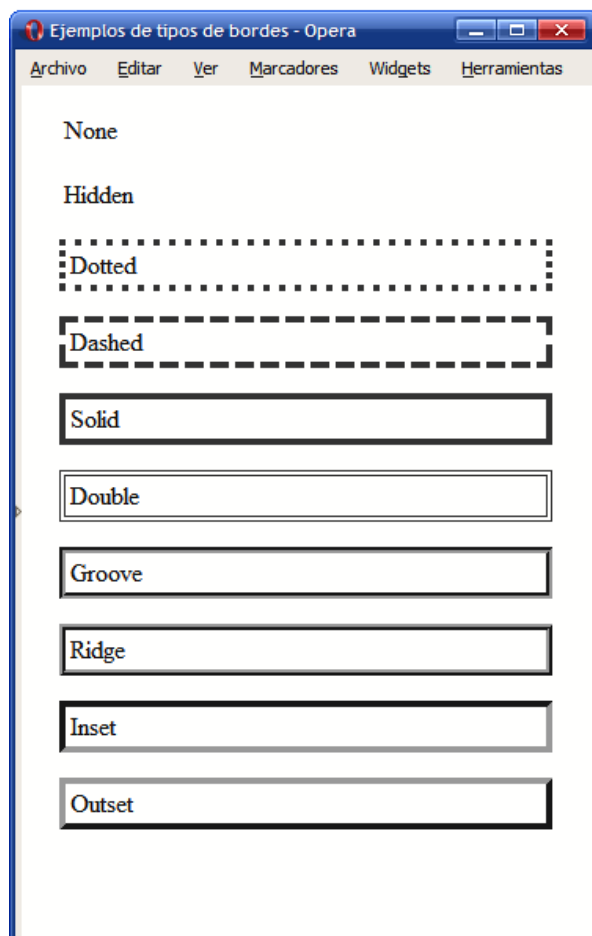 Ejemplos de tipos de bordes - Opera
Archivo Editar Ver Marcadores Widgets Herramientas
None
Hidden
Dotted
Dashed
Solid
Double
Groove
Ridge
Inset
Outset